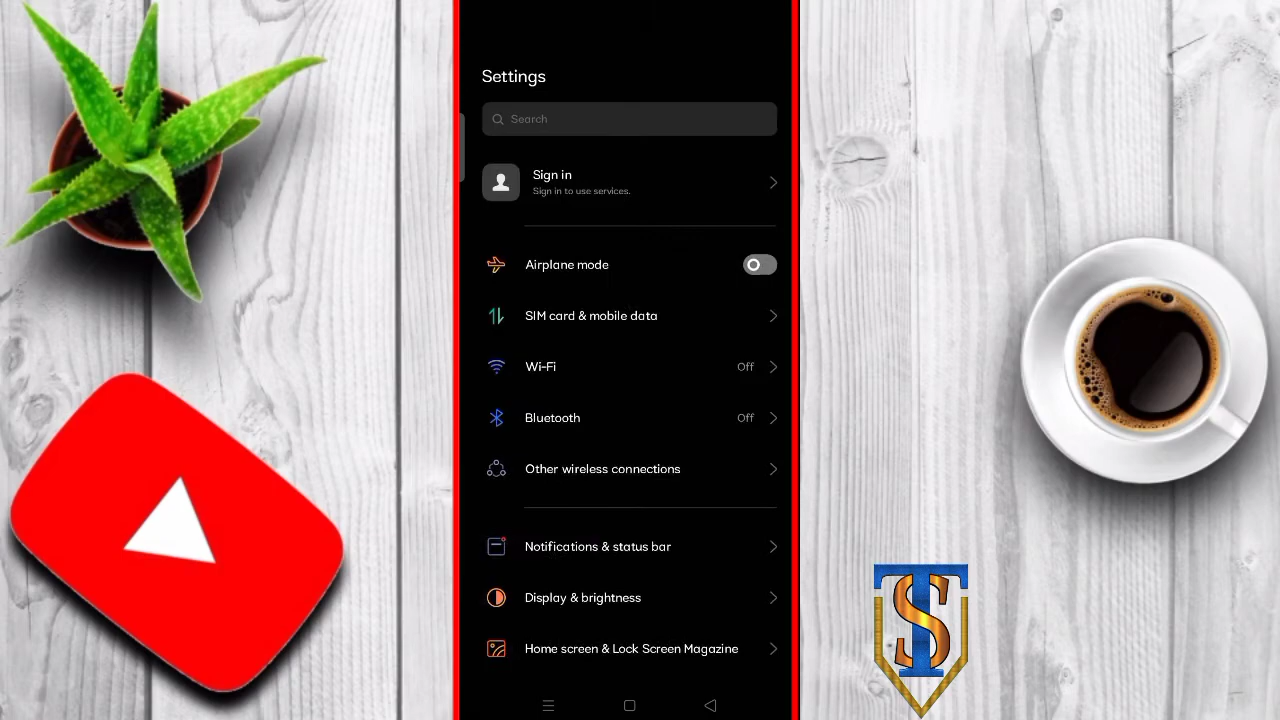 Settings
Search
Sign in
Sign in to use services.
Airplane mode
SIM card & mobile data
Wi-Fi
Off
Bluetooth
Off
Other wireless connections
Notifications & status bar
Display & brightness
Home screen & Lock Screen Magazine
TS